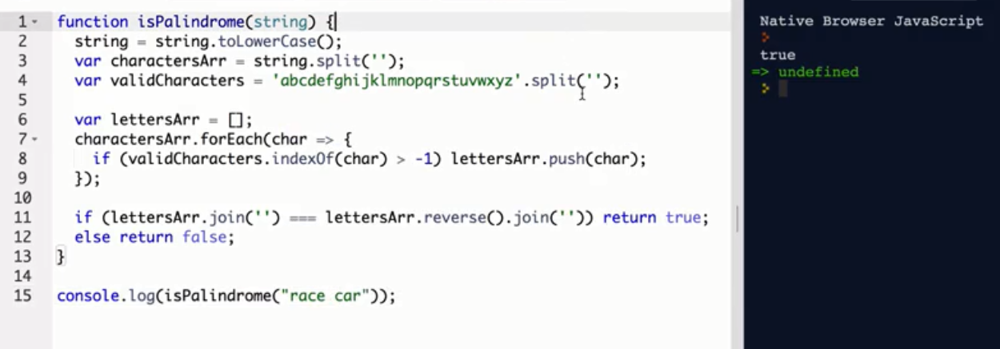 1 function isPalindrome(string) {
2 string = string.toLowerCase();
3 var charactersArr = string.split('');
4 var validCharacters = 'abcdefghijklmnopqrstuvwxyz'.split('');
5
6 var lettersArr = [];
7 charactersArr.forEach(char => {
8 if (validCharacters.indexOf(char) > -1) lettersArr.push(char);
9 });
10
11 if (lettersArr.join('') === lettersArr.reverse().join('')) return true;
12 else return false;
13 }
14
15 console.log(isPalindrome("race car"));
Native Browser JavaScript
true
=> undefined